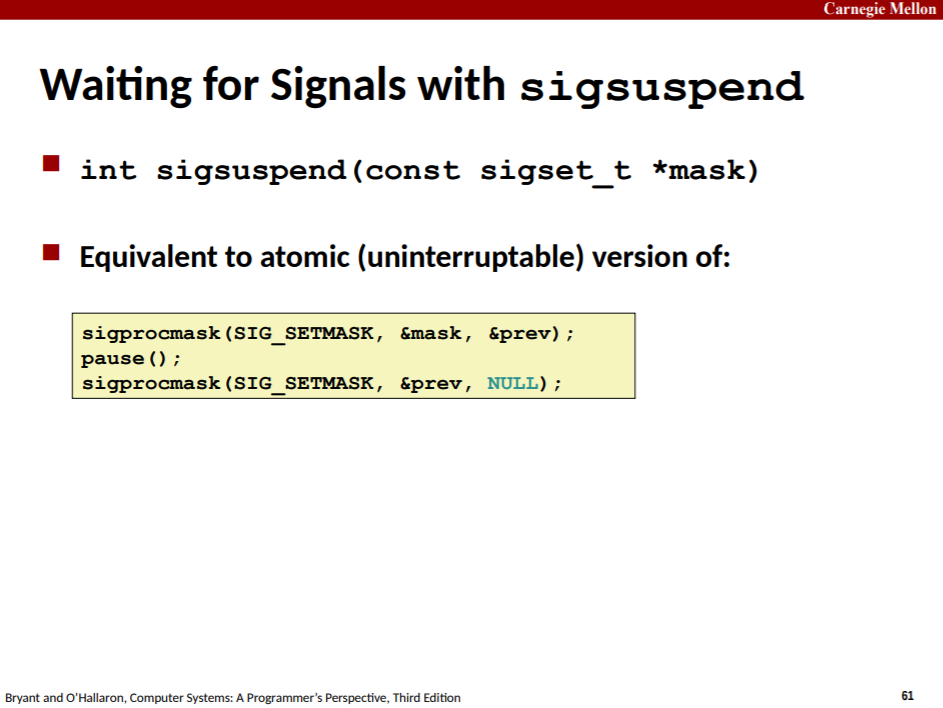 Carnegie Mellon
Waiting for Signals with sigsuspend
int sigsuspend(const sigset_t *mask)
Equivalent to atomic (uninterruptable) version of:
sigprocmask(SIG_SETMASK, &mask, &prev);
pause();
sigprocmask(SIG_SETMASK, &prev, NULL);
Bryant and O’Hallaron, Computer Systems: A Programmer’s Perspective, Third Edition
61